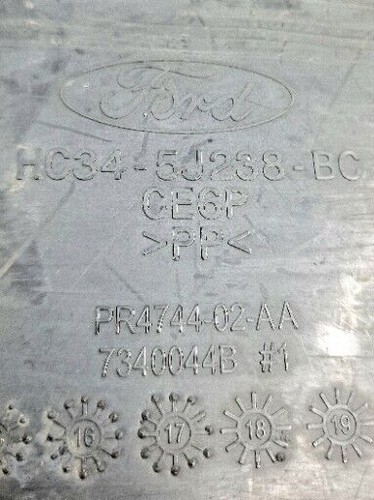 Ford
HC34-5J238-BC
CE6P
>PP<
PR4744-02-AA
7340044B #1
16 17 18 19